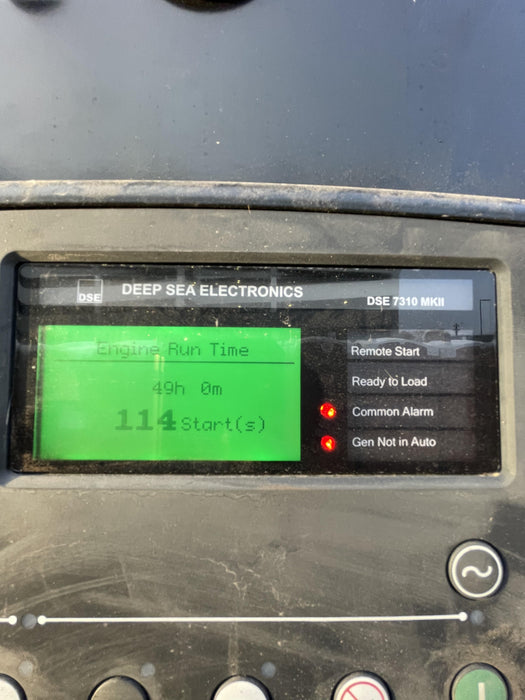 DSE
DEEP SEA ELECTRONICS
DSE 7310 MKII
Engine Run Time
49h 0m
114 Start(s)
Remote Start
Ready to Load
Common Alarm
Gen Not in Auto